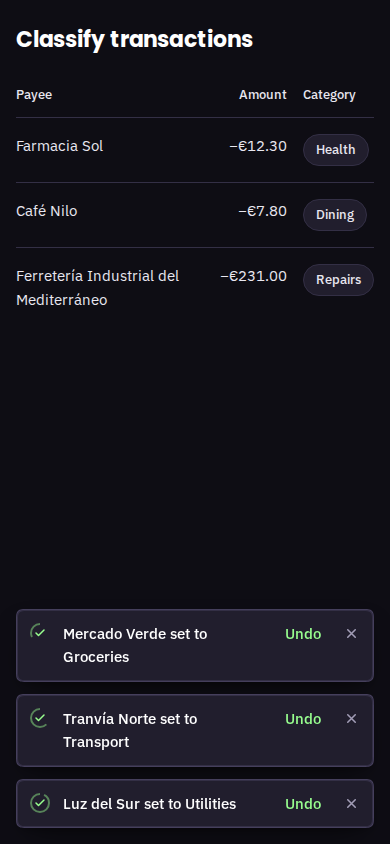 Classify transactions
Payee Amount Category
Farmacia Sol −€12.30 Health
Café Nilo −€7.80 Dining
Ferretería Industrial del −€231.00 Repairs
Mediterráneo
Mercado Verde set to Undo ×
Groceries
Tranvía Norte set to Undo ×
Transport
Luz del Sur set to Utilities Undo ×